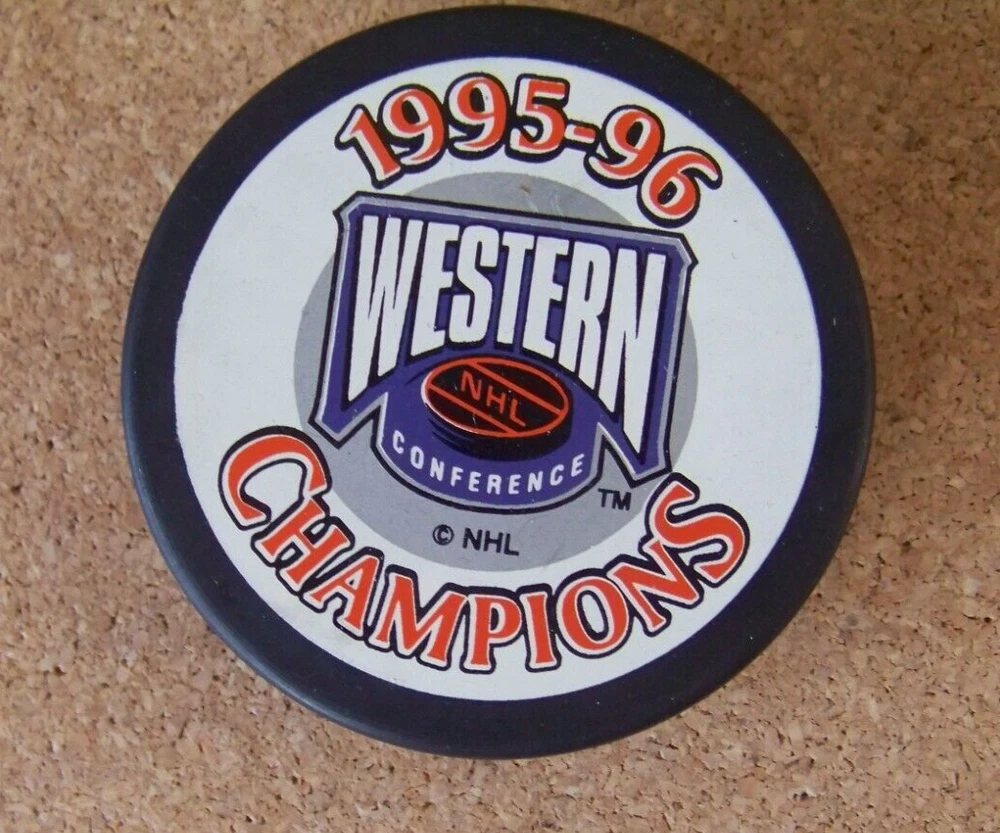 1995-96
WESTERN
NHL
CONFERENCE
TM
© NHL
CHAMPIONS